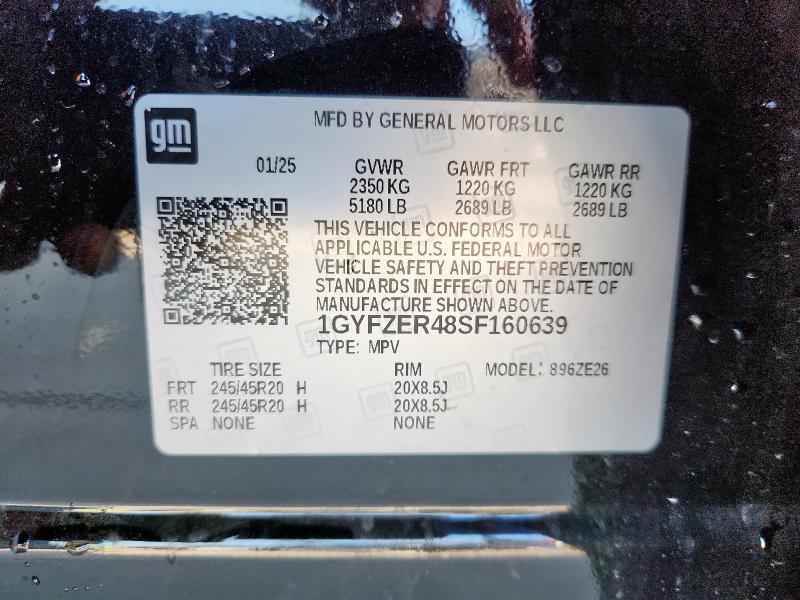 gm
MFD BY GENERAL MOTORS LLC
01/25 GVWR GAWR FRT GAWR RR
2350 KG 1220 KG 1220 KG
5180 LB 2689 LB 2689 LB
THIS VEHICLE CONFORMS TO ALL
APPLICABLE U.S. FEDERAL MOTOR
VEHICLE SAFETY AND THEFT PREVENTION
STANDARDS IN EFFECT ON THE DATE OF
MANUFACTURE SHOWN ABOVE.
1GYFZER48SF160639
TYPE: MPV
TIRE SIZE RIM MODEL: 896ZE26
FRT 245/45R20 H 20X8.5J
RR 245/45R20 H 20X8.5J
SPA NONE NONE